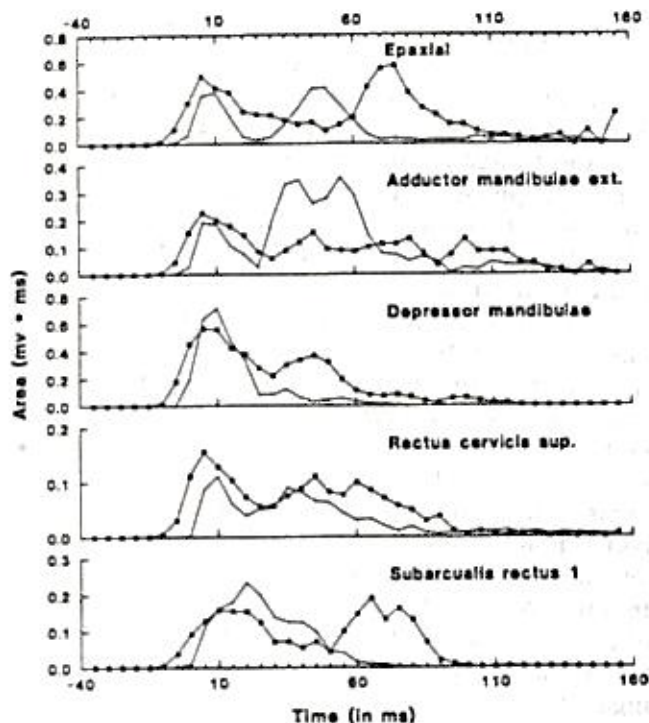 -40 10 60 110 160
Epaxial
0.8
0.6
0.4
0.2
0
Adductor mandibulae ext.
0.4
0.3
0.2
0.1
0.0
Depressor mandibulae
0.8
0.6
0.4
0.2
0.0
Rectus cervicis sup.
0.2
0.1
0.0
Subarcualis rectus 1
0.3
0.2
0.1
0.0
-40 10 60 110 160
Area (mv • ms)
Time (in ms)